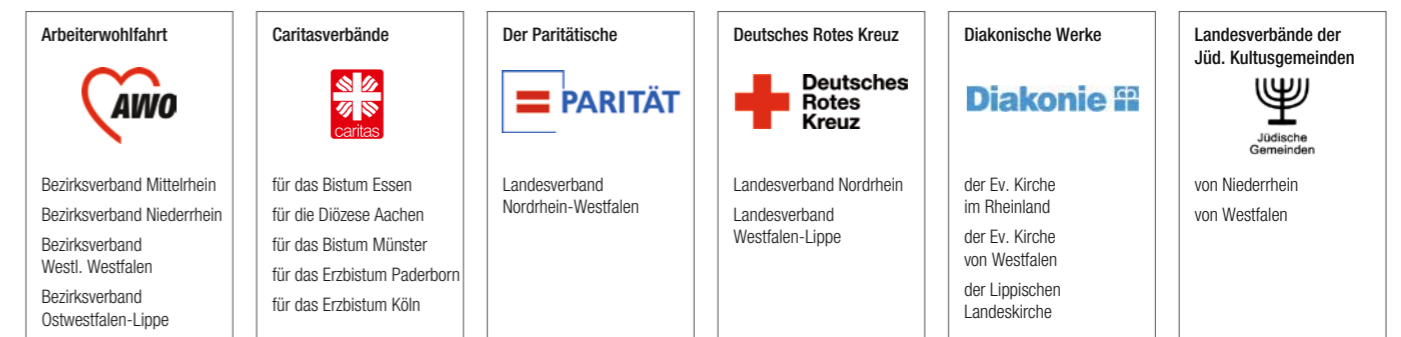 Arbeiterwohlfahrt
AWO
Bezirksverband Mittelrhein
Bezirksverband Niederrhein
Bezirksverband
Westl. Westfalen
Bezirksverband
Ostwestfalen-Lippe
Caritasverbände
caritas
für das Bistum Essen
für die Diözese Aachen
für das Bistum Münster
für das Erzbistum Paderborn
für das Erzbistum Köln
Der Paritätische
PARITÄT
Landesverband
Nordrhein-Westfalen
Deutsches Rotes Kreuz
Deutsches
Rotes
Kreuz
Landesverband Nordrhein
Landesverband
Westfalen-Lippe
Diakonische Werke
Diakonie
der Ev. Kirche
im Rheinland
der Ev. Kirche
von Westfalen
der Lippischen
Landeskirche
Landesverbände der
Jüd. Kultusgemeinden
Jüdische
Gemeinden
von Niederrhein
von Westfalen